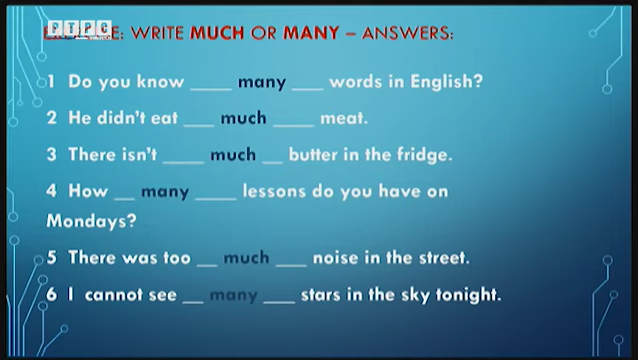 РТРС
: WRITE MUCH OR MANY – ANSWERS:
1 Do you know ____ many ___ words in English?
2 He didn't eat ___ much ____ meat.
3 There isn't ____ much __ butter in the fridge.
4 How __ many ____ lessons do you have on
Mondays?
5 There was too __ much ___ noise in the street.
6 I cannot see __ many ___ stars in the sky tonight.